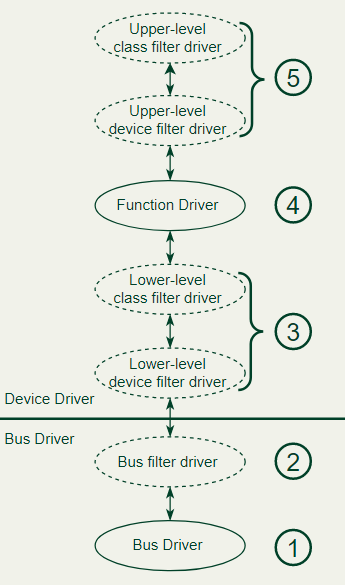 Upper-level
class filter driver
Upper-level
device filter driver
5
Function Driver
4
Lower-level
class filter driver
Lower-level
device filter driver
3
Device Driver
Bus Driver
Bus filter driver
2
Bus Driver
1